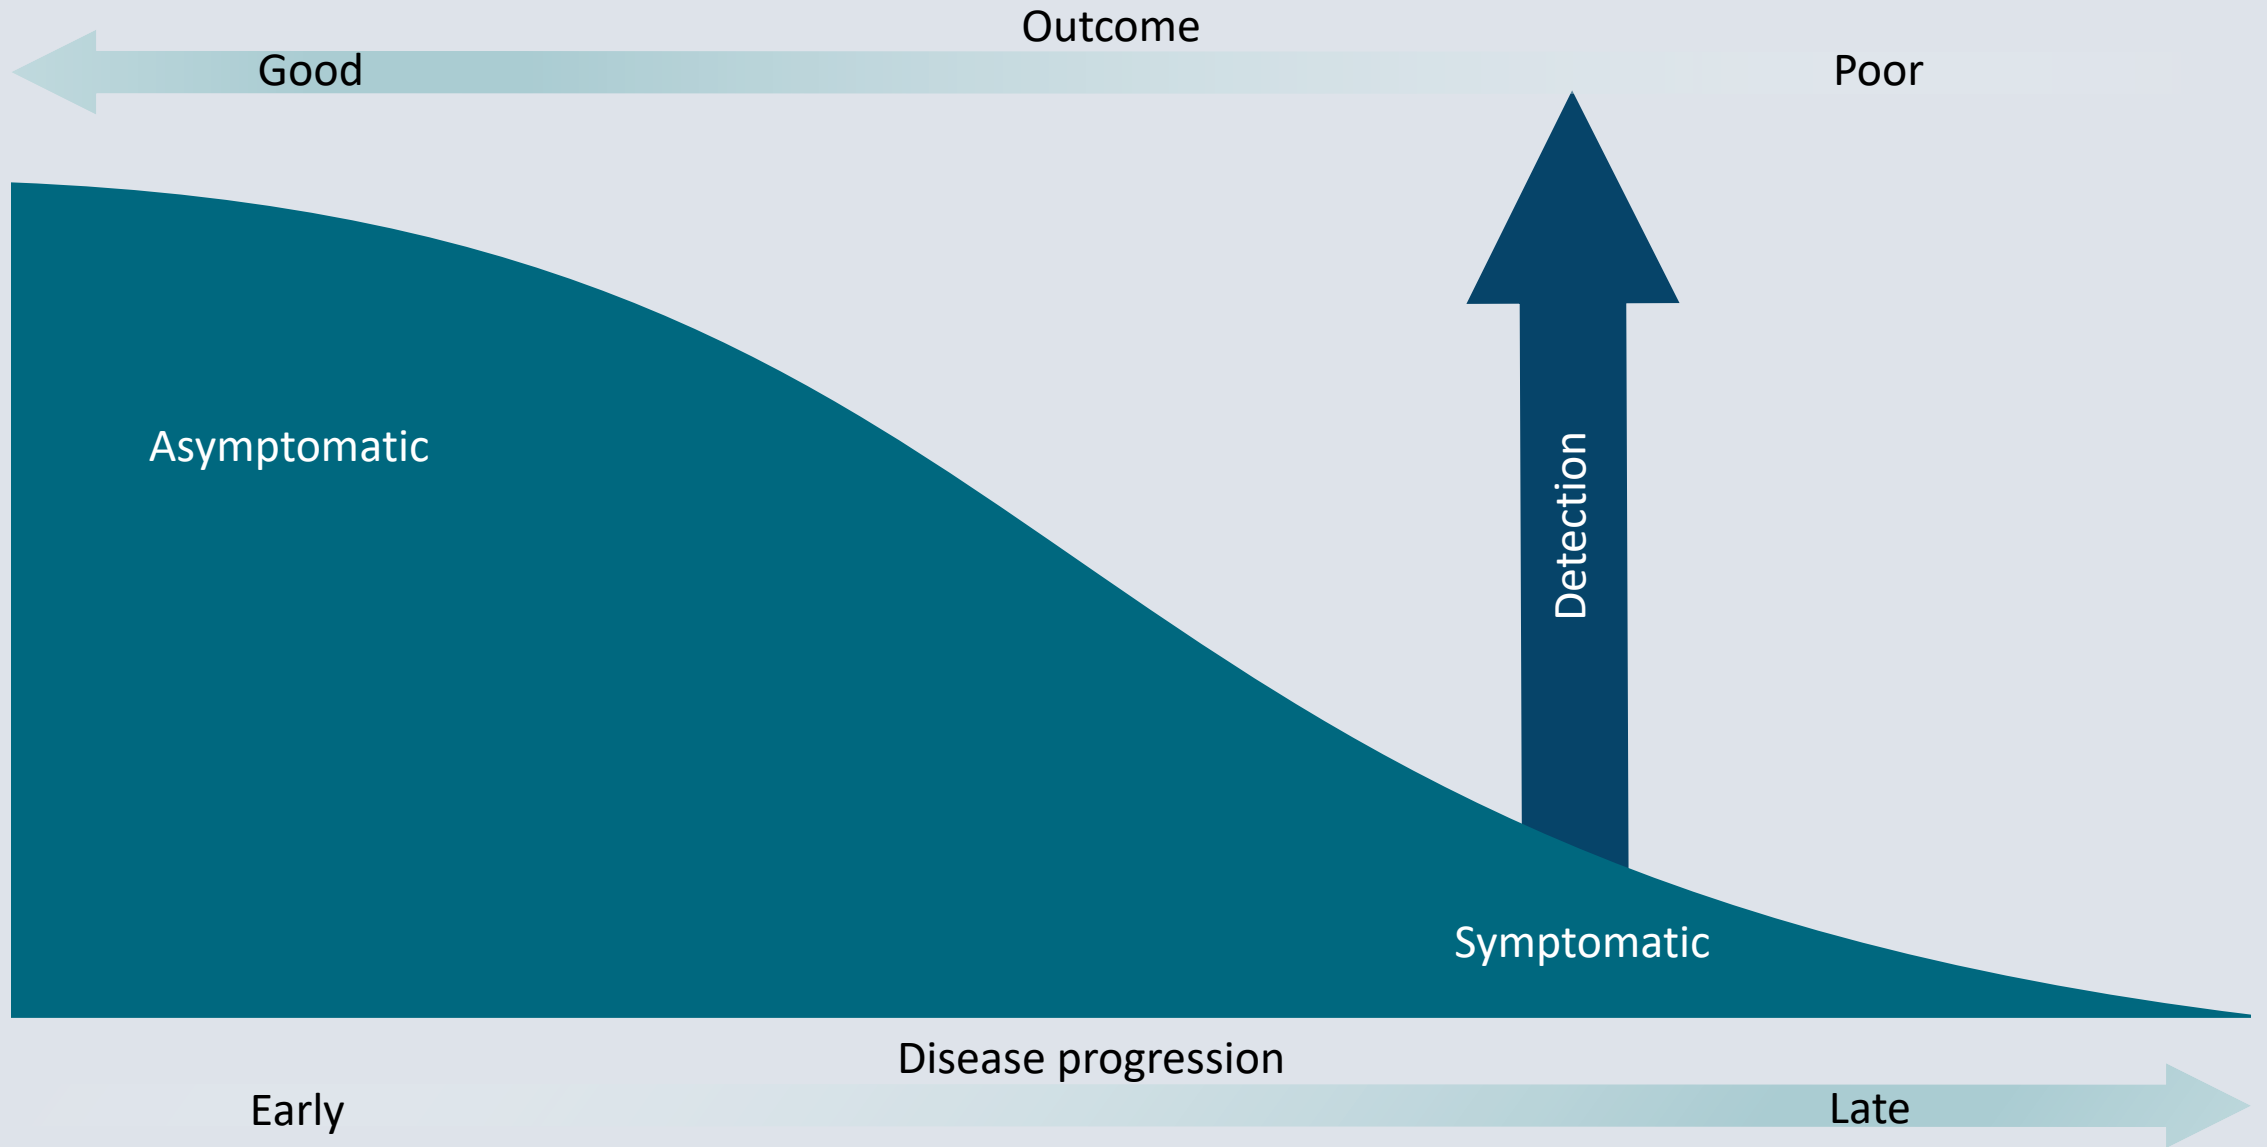 Outcome
Good
Poor
Asymptomatic
Detection
Symptomatic
Disease progression
Early
Late